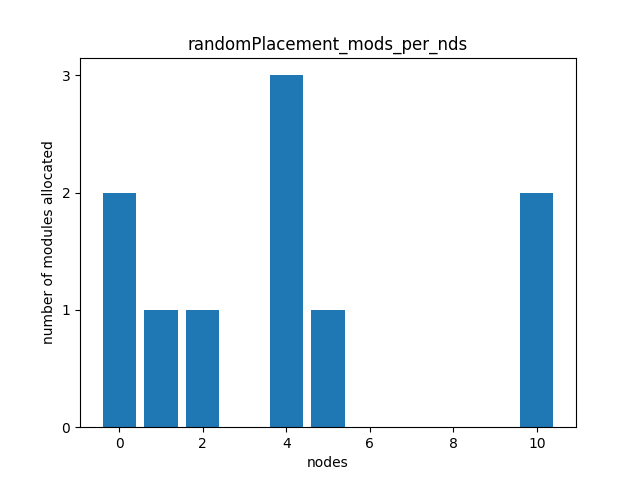 randomPlacement_mods_per_nds
number of modules allocated
3
2
1
0
0 2 4 6 8 10
nodes